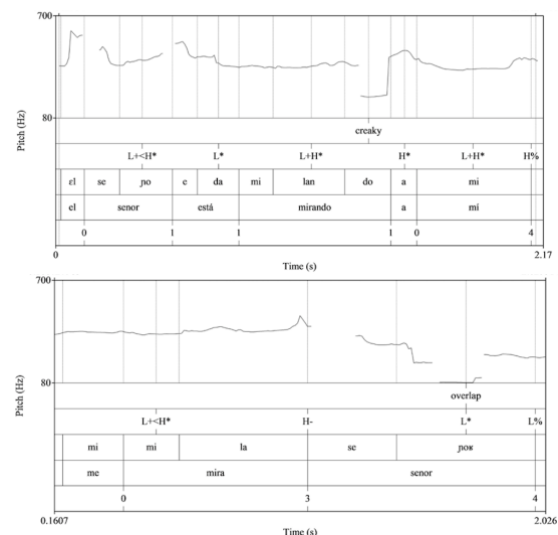 700
Pitch (Hz)
80
creaky
L+<H* L* L+H* H* L+H* H%
ɛl se ɲo e da mi lan do a mi
el senor está mirando a mí
0 1 1 1 0 4
0 2.17
Time (s)
700
Pitch (Hz)
80
overlap
L+<H* H- L* L%
mi mi la se ɲoʁ
me mira senor
0 3 4
0.1607 2.026
Time (s)